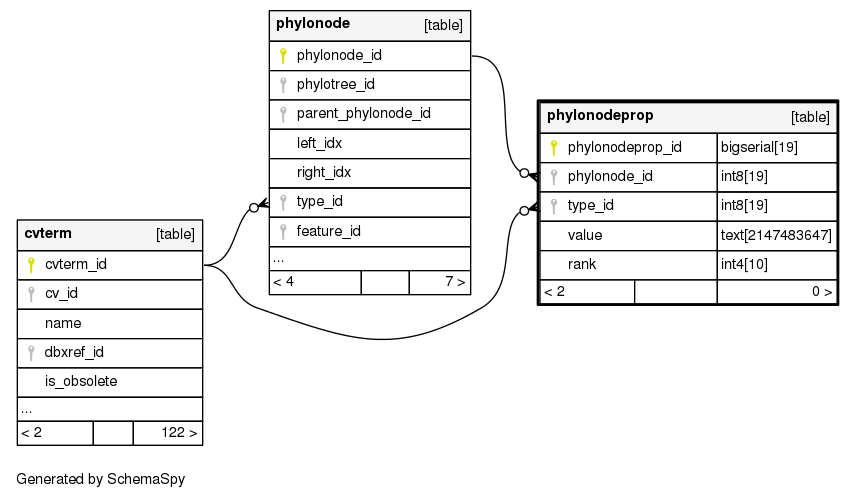 phylonode [table]
phylonode_id
phylotree_id
parent_phylonode_id
left_idx
right_idx
type_id
feature_id
...
< 4 7 >
phylonodeprop [table]
phylonodeprop_id bigserial[19]
phylonode_id int8[19]
type_id int8[19]
value text[2147483647]
rank int4[10]
< 2 0 >
cvterm [table]
cvterm_id
cv_id
name
dbxref_id
is_obsolete
...
< 2 122 >
Generated by SchemaSpy